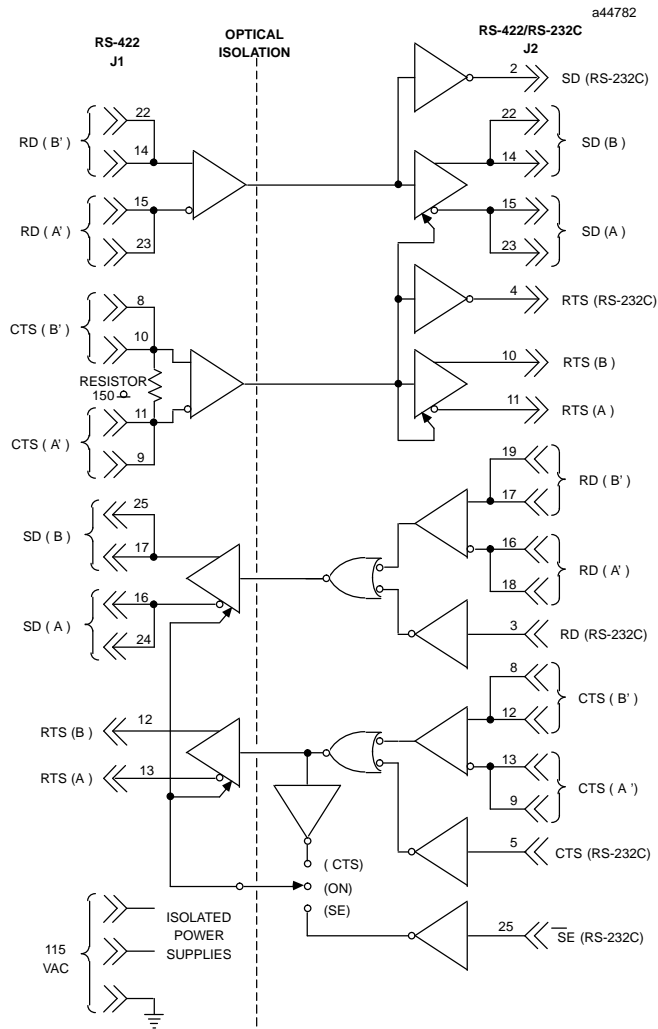 a44782
RS-422
J1
OPTICAL
ISOLATION
RS-422/RS-232C
J2
2 SD (RS-232C)
22
RD ( B' )
14
22
SD (B)
14
15
RD ( A' )
23
15
SD (A)
23
8
CTS ( B' )
10
4 RTS (RS-232C)
RESISTOR
150
10 RTS (B)
11
CTS ( A' )
9
11 RTS (A)
19
RD ( B' )
17
25
SD ( B )
17
16
RD ( A' )
18
16
SD ( A )
24
3 RD (RS-232C)
8
CTS ( B' )
12
RTS (B ) 12
RTS (A ) 13
13
CTS ( A ' )
9
5 CTS (RS-232C)
( CTS)
(ON)
(SE)
25 SE (RS-232C)
115
VAC
ISOLATED
POWER
SUPPLIES